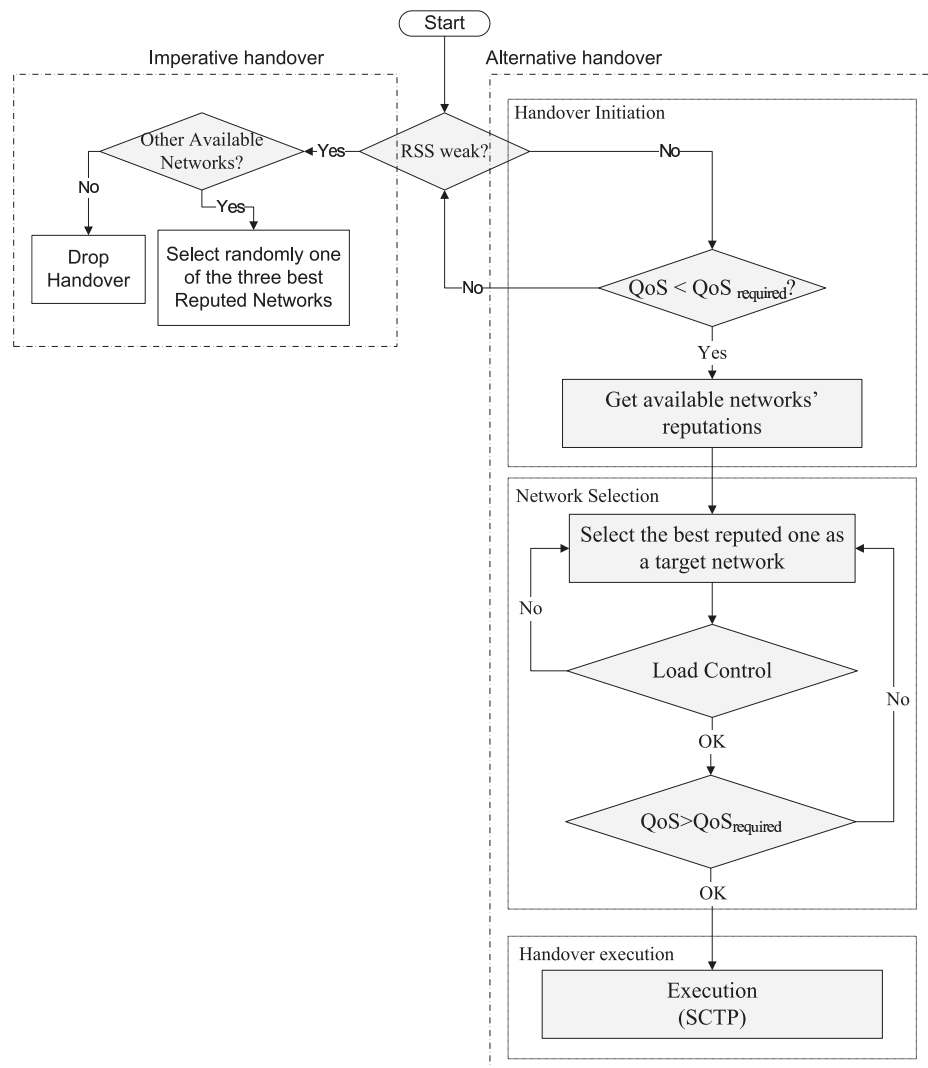 Start
Imperative handover
Alternative handover
Handover Initiation
Other Available
Networks?
Yes
RSS weak?
No
No
Yes
Drop
Handover
Select randomly one
of the three best
Reputed Networks
No
QoS < QoS required?
Yes
Get available networks’
reputations
Network Selection
Select the best reputed one as
a target network
No
Load Control
No
OK
QoS>QoSrequired
OK
Handover execution
Execution
(SCTP)